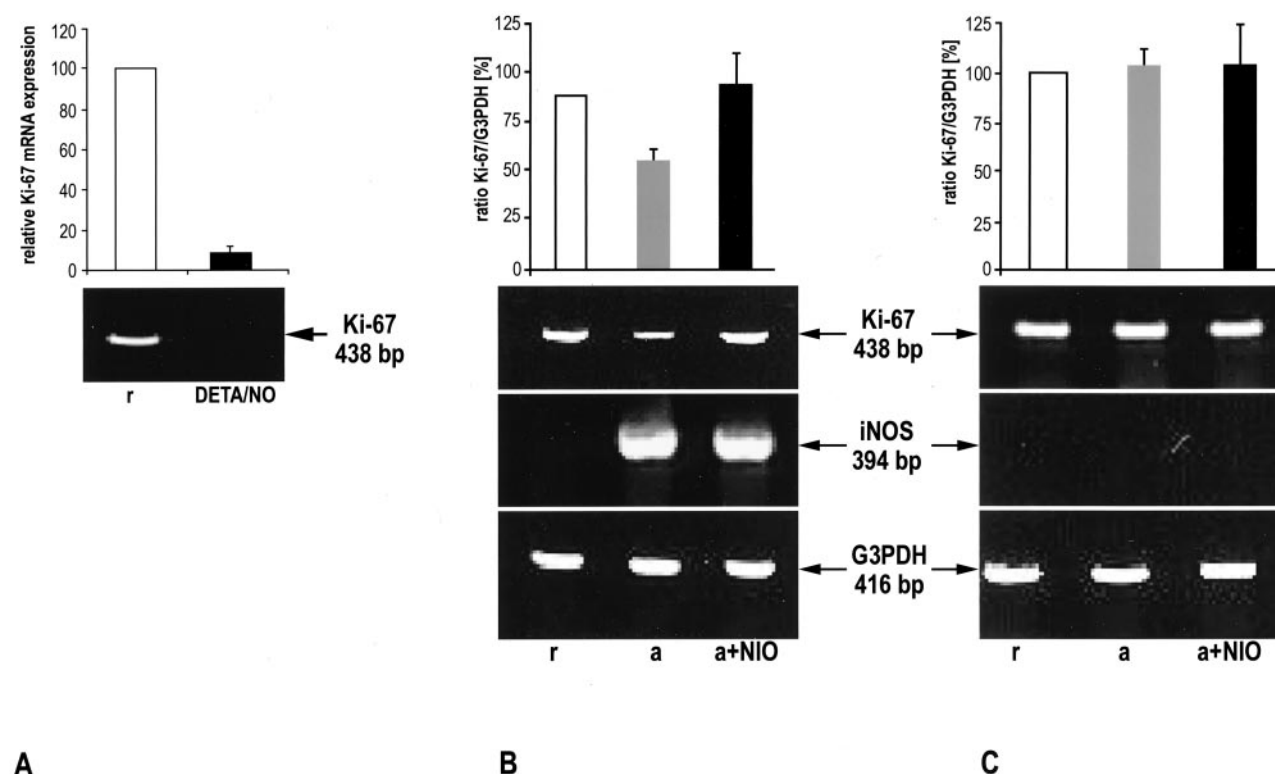 relative Ki-67 mRNA expression
120
100
80
60
40
20
0
Ki-67
438 bp
r DETA/NO
A
ratio Ki-67/G3PDH [%]
125
100
75
50
25
0
r a a+NIO
B
Ki-67
438 bp
iNOS
394 bp
G3PDH
416 bp
ratio Ki-67/G3PDH [%]
125
100
75
50
25
0
r a a+NIO
C